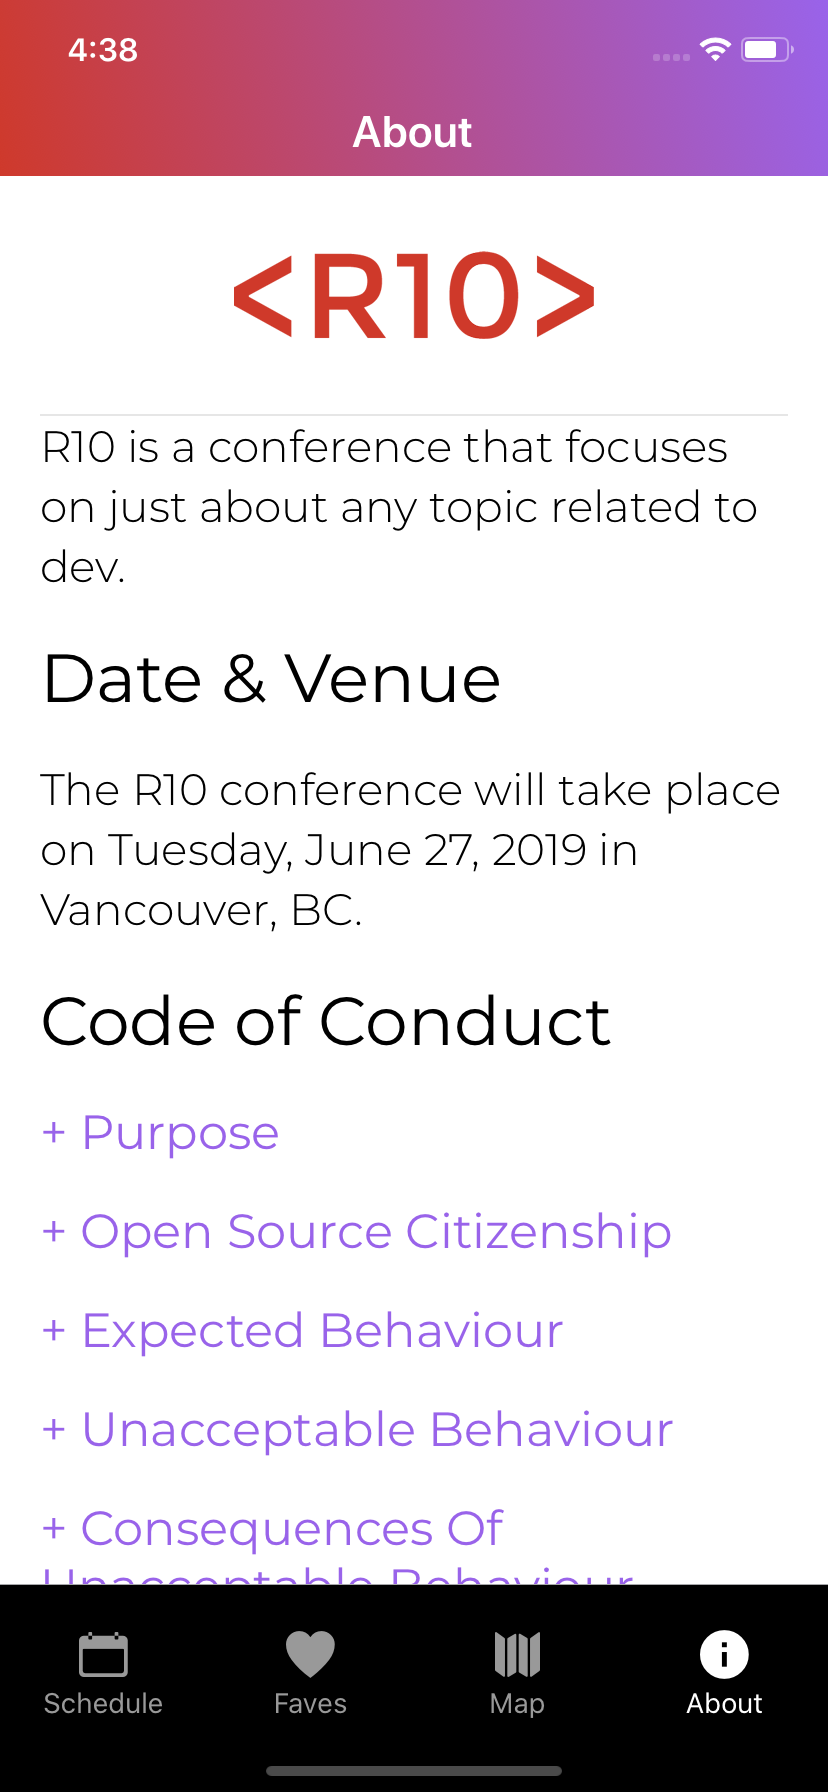 4:38
About
<R10>
R10 is a conference that focuses
on just about any topic related to
dev.
Date & Venue
The R10 conference will take place
on Tuesday, June 27, 2019 in
Vancouver, BC.
Code of Conduct
+ Purpose
+ Open Source Citizenship
+ Expected Behaviour
+ Unacceptable Behaviour
+ Consequences Of
Unacceptable Behaviour
Schedule
Faves
Map
About